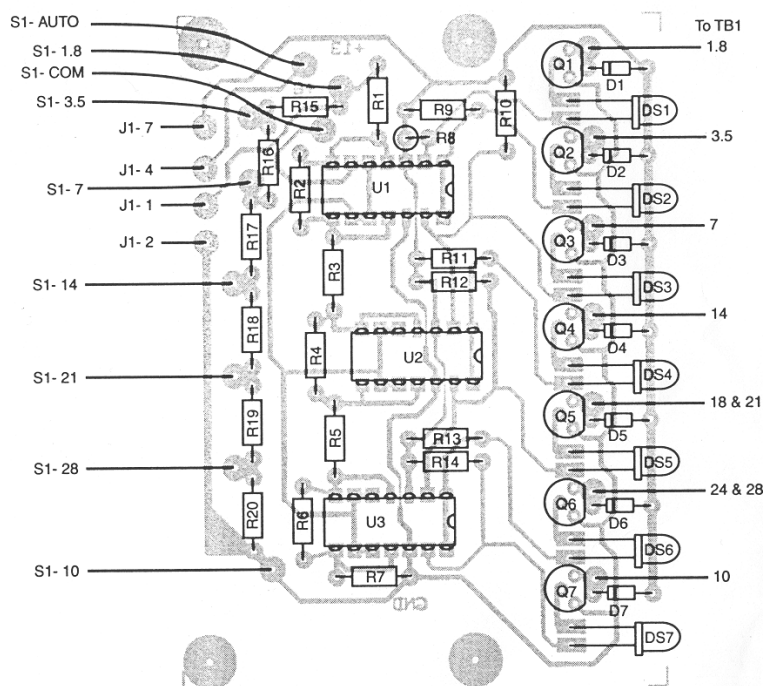 S1- AUTO
S1- 1.8
S1- COM
S1- 3.5
J1- 7
J1- 4
S1- 7
J1- 1
J1- 2
S1- 14
S1- 21
S1- 28
S1- 10
+13
R15
R1
R9
R10
R8
R16
R2
U1
R17
R3
R11
R12
R18
R4
U2
R19
R5
R13
R14
R20
R6
U3
R7
GND
To TB1
1.8
Q1
D1
DS1
3.5
Q2
D2
DS2
7
Q3
D3
DS3
14
Q4
D4
DS4
18 & 21
Q5
D5
DS5
24 & 28
Q6
D6
DS6
10
Q7
D7
DS7